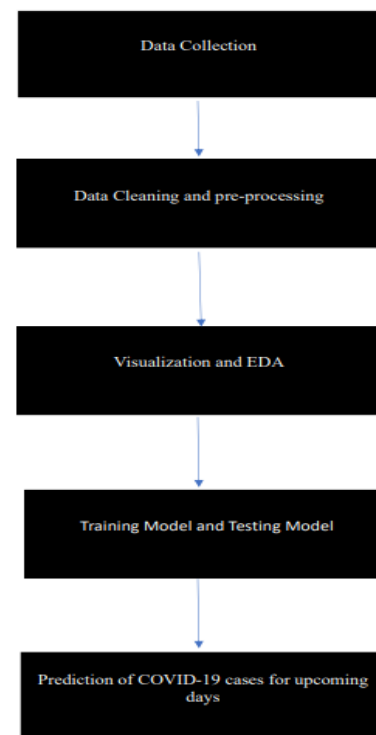 Data Collection
Data Cleaning and pre-processing
Visualization and EDA
Training Model and Testing Model
Prediction of COVID-19 cases for upcoming
days